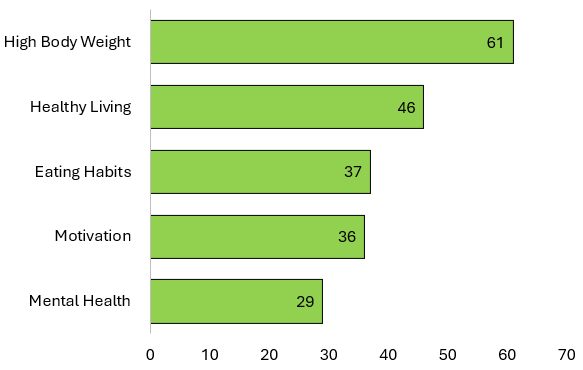 High Body Weight 61
Healthy Living 46
Eating Habits 37
Motivation 36
Mental Health 29
0 10 20 30 40 50 60 70